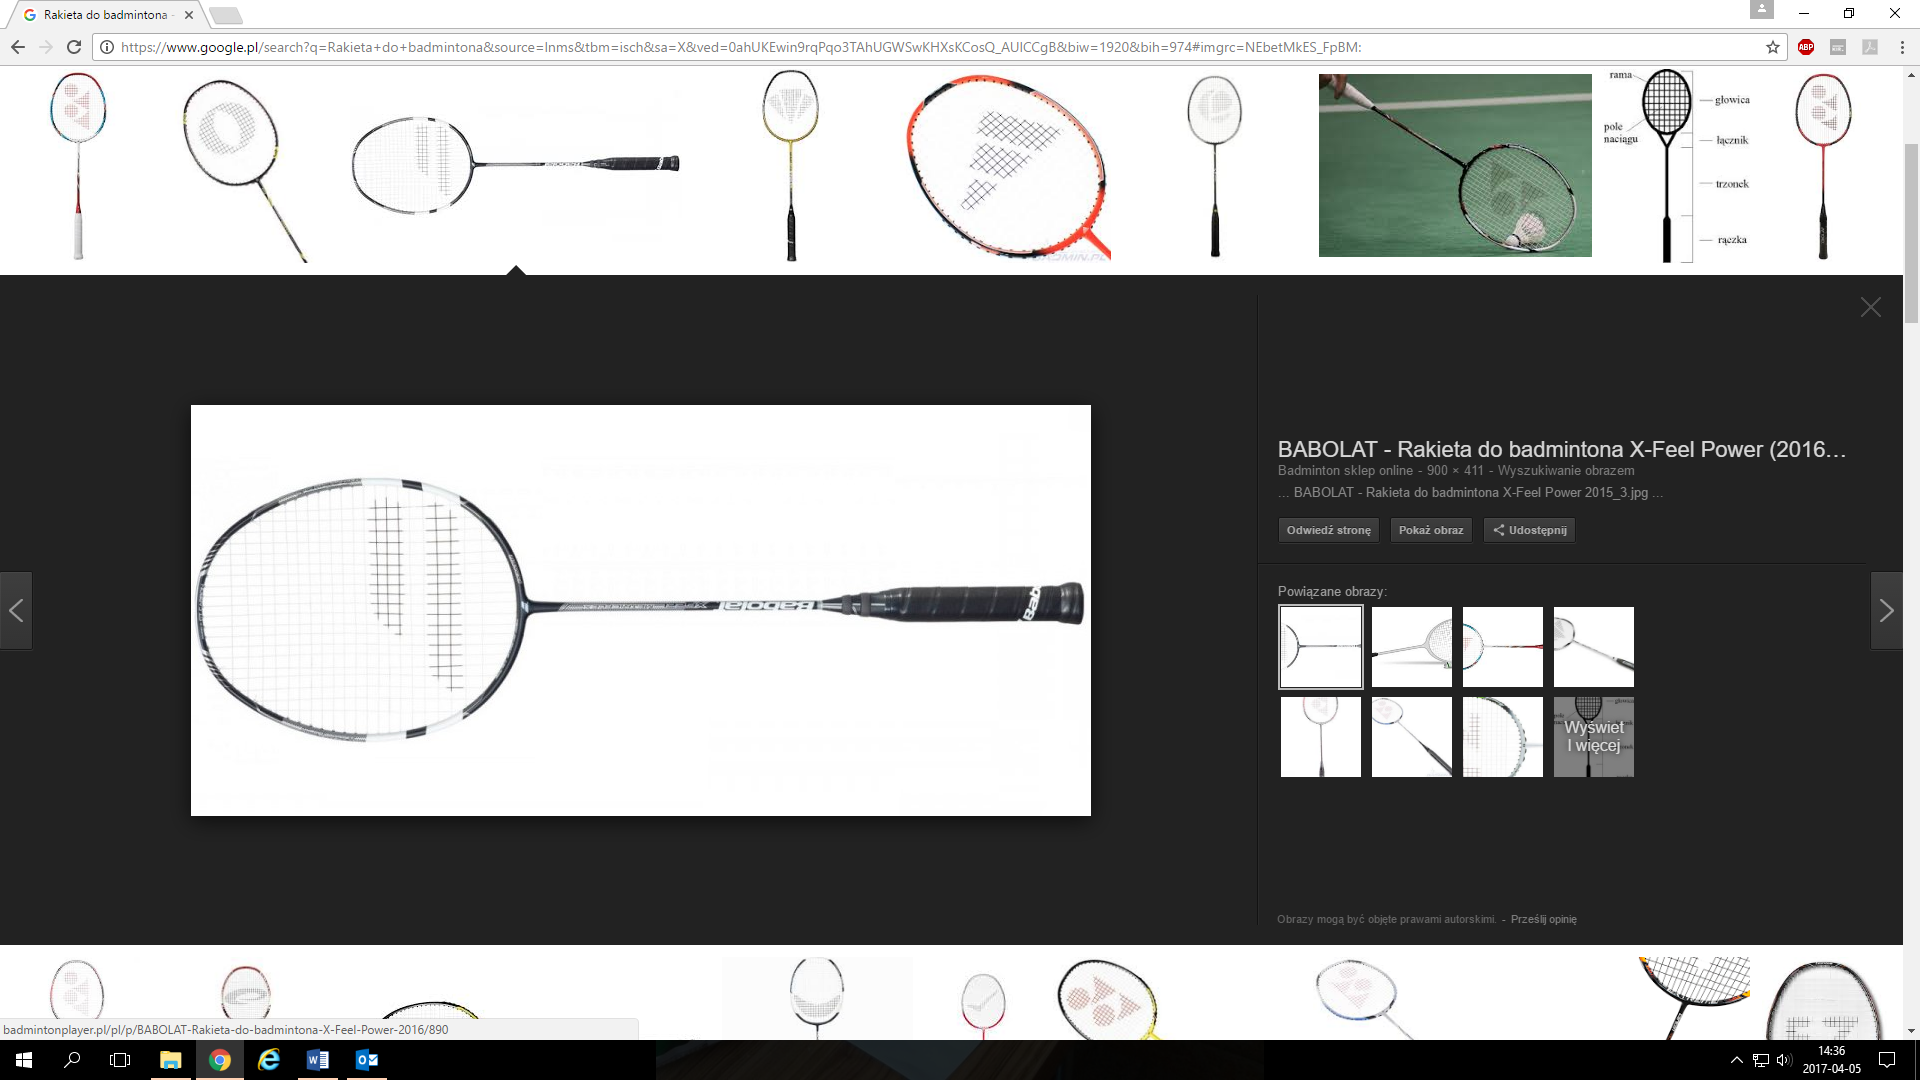 Rakieta do badmintona -
https://www.google.pl/search?q=Rakieta+do+badmintona&source=lnms&tbm=isch&sa=X&ved=0ahUKEwin9rqPqo3TAhUGWSwKHXsKCosQ_AUICCgB&biw=1920&bih=974#imgrc=NEbetMkES_FpBM:
ABP
rama
głowica
pole
naciągu
łącznik
trzonek
rączka
BABOLAT - Rakieta do badmintona X-Feel Power (2016…
Badminton sklep online - 900 × 411 - Wyszukiwanie obrazem
... BABOLAT - Rakieta do badmintona X-Feel Power 2015_3.jpg ...
Odwiedź stronę
Pokaż obraz
Udostępnij
Babolat
Powiązane obrazy:
Wyświet
l więcej
Obrazy mogą być objęte prawami autorskimi. - Prześlij opinię
badmintonplayer.pl/pl/p/BABOLAT-Rakieta-do-badmintona-X-Feel-Power-2016/890
14:36
2017-04-05